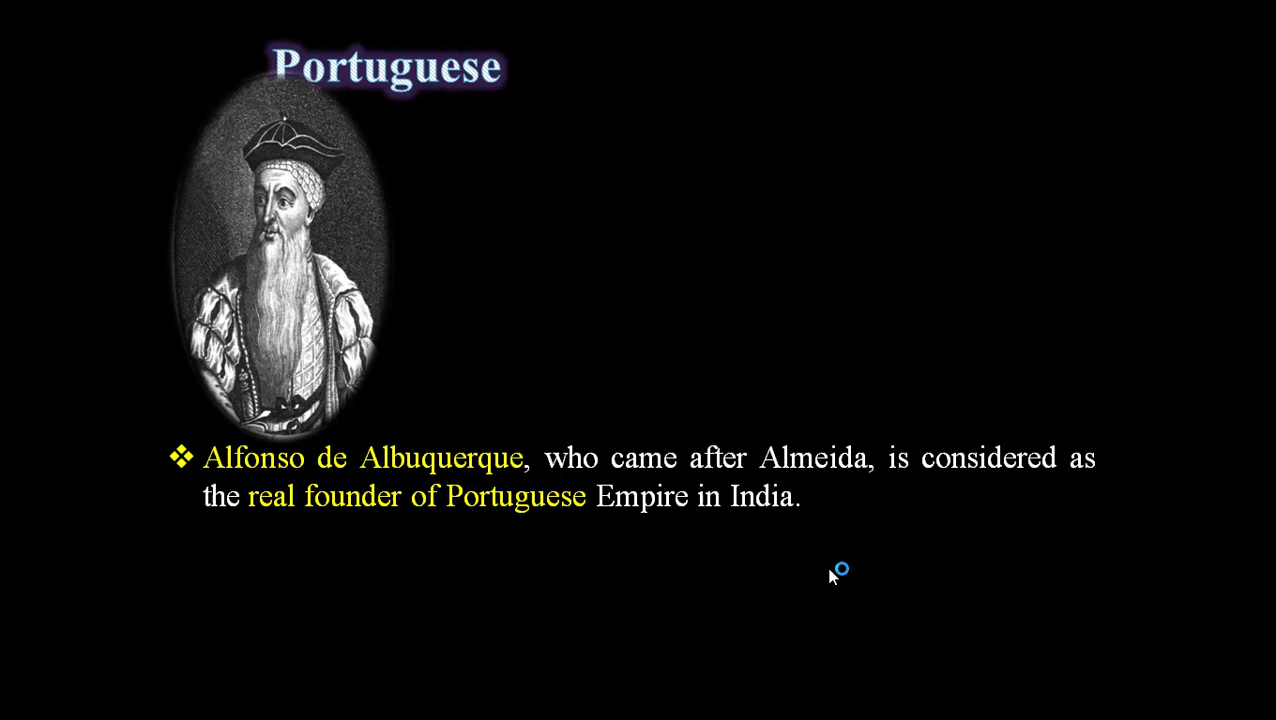 Portuguese
❖ Alfonso de Albuquerque, who came after Almeida, is considered as
the real founder of Portuguese Empire in India.